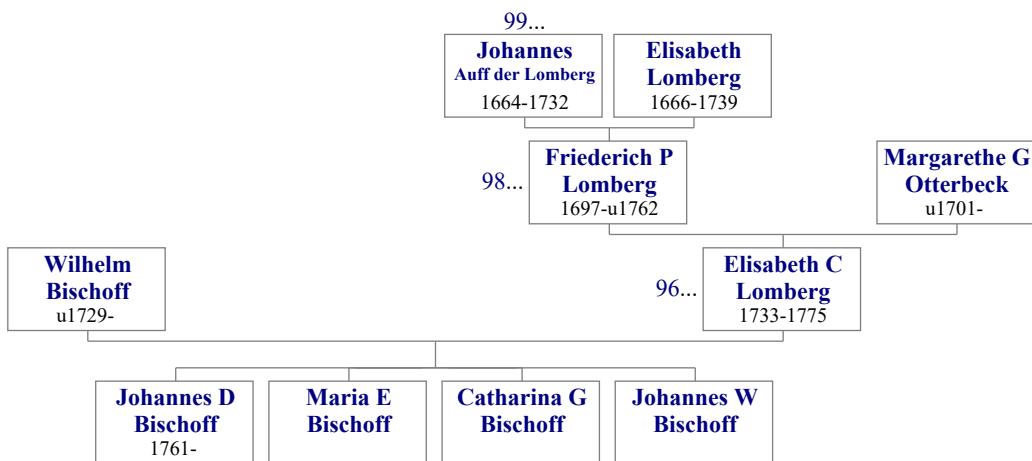 99...
Johannes
Auff der Lomberg
1664-1732
Elisabeth
Lomberg
1666-1739
98...
Friederich P
Lomberg
1697-u1762
Margarethe G
Otterbeck
u1701-
Wilhelm
Bischoff
u1729-
96...
Elisabeth C
Lomberg
1733-1775
Johannes D
Bischoff
1761-
Maria E
Bischoff
Catharina G
Bischoff
Johannes W
Bischoff